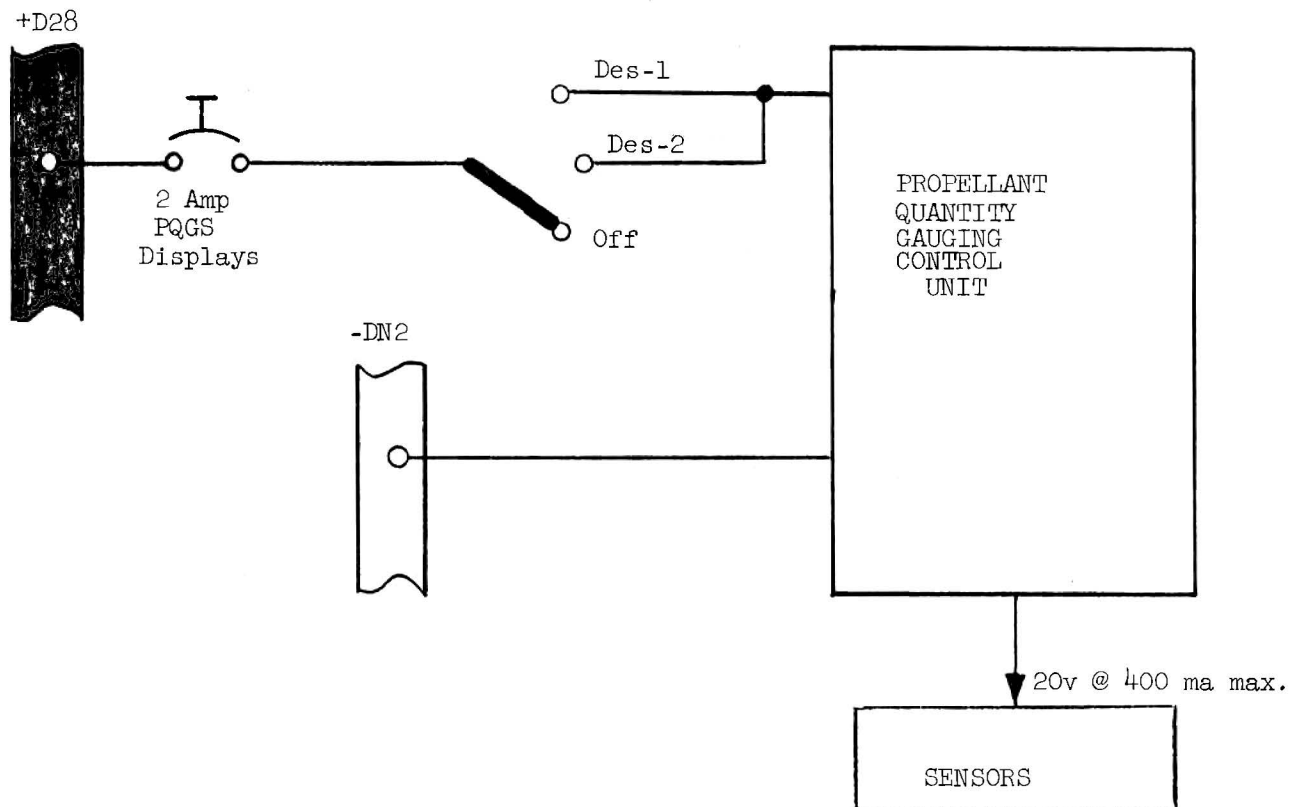 +D28
Des-1
Des-2
2 Amp
PQGS
Displays
Off
PROPELLANT
QUANTITY
GAUGING
CONTROL
UNIT
-DN2
20v @ 400 ma max.
SENSORS